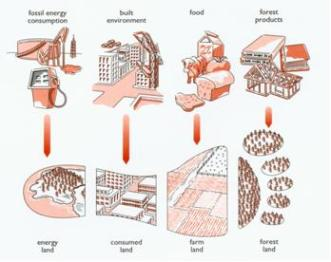 fossil energy
consumption
built
environment
food
forest
products
energy
land
consumed
land
farm
land
forest
land